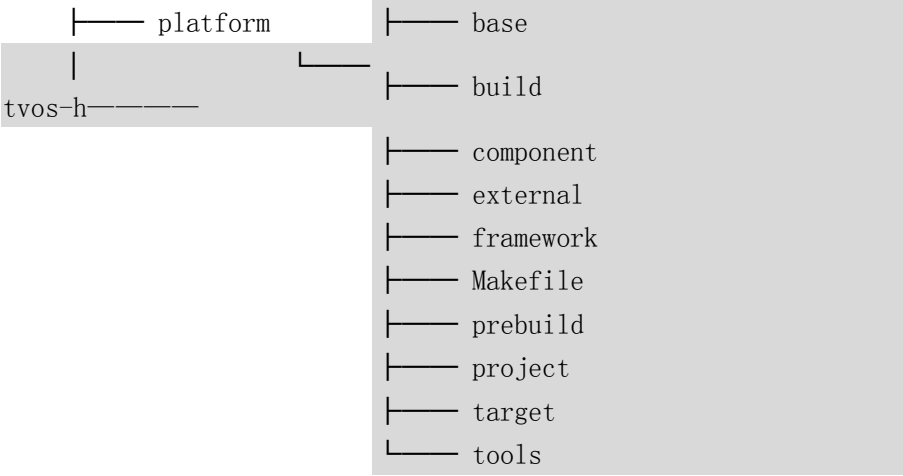 ├── platform
├── base
│ └──
├── build
tvos-h————
├── component
├── external
├── framework
├── Makefile
├── prebuild
├── project
├── target
└── tools